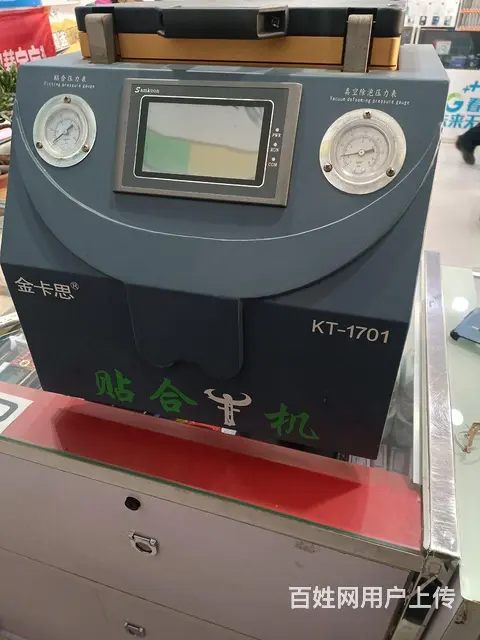 贴合压力表
Fitting pressure gauge
Samkoon
PWR
RUN
COM
真空除泡压力表
Vacuum defoaming pressure gauge
金卡思®
KT-1701
贴合 机
百姓网用户上传